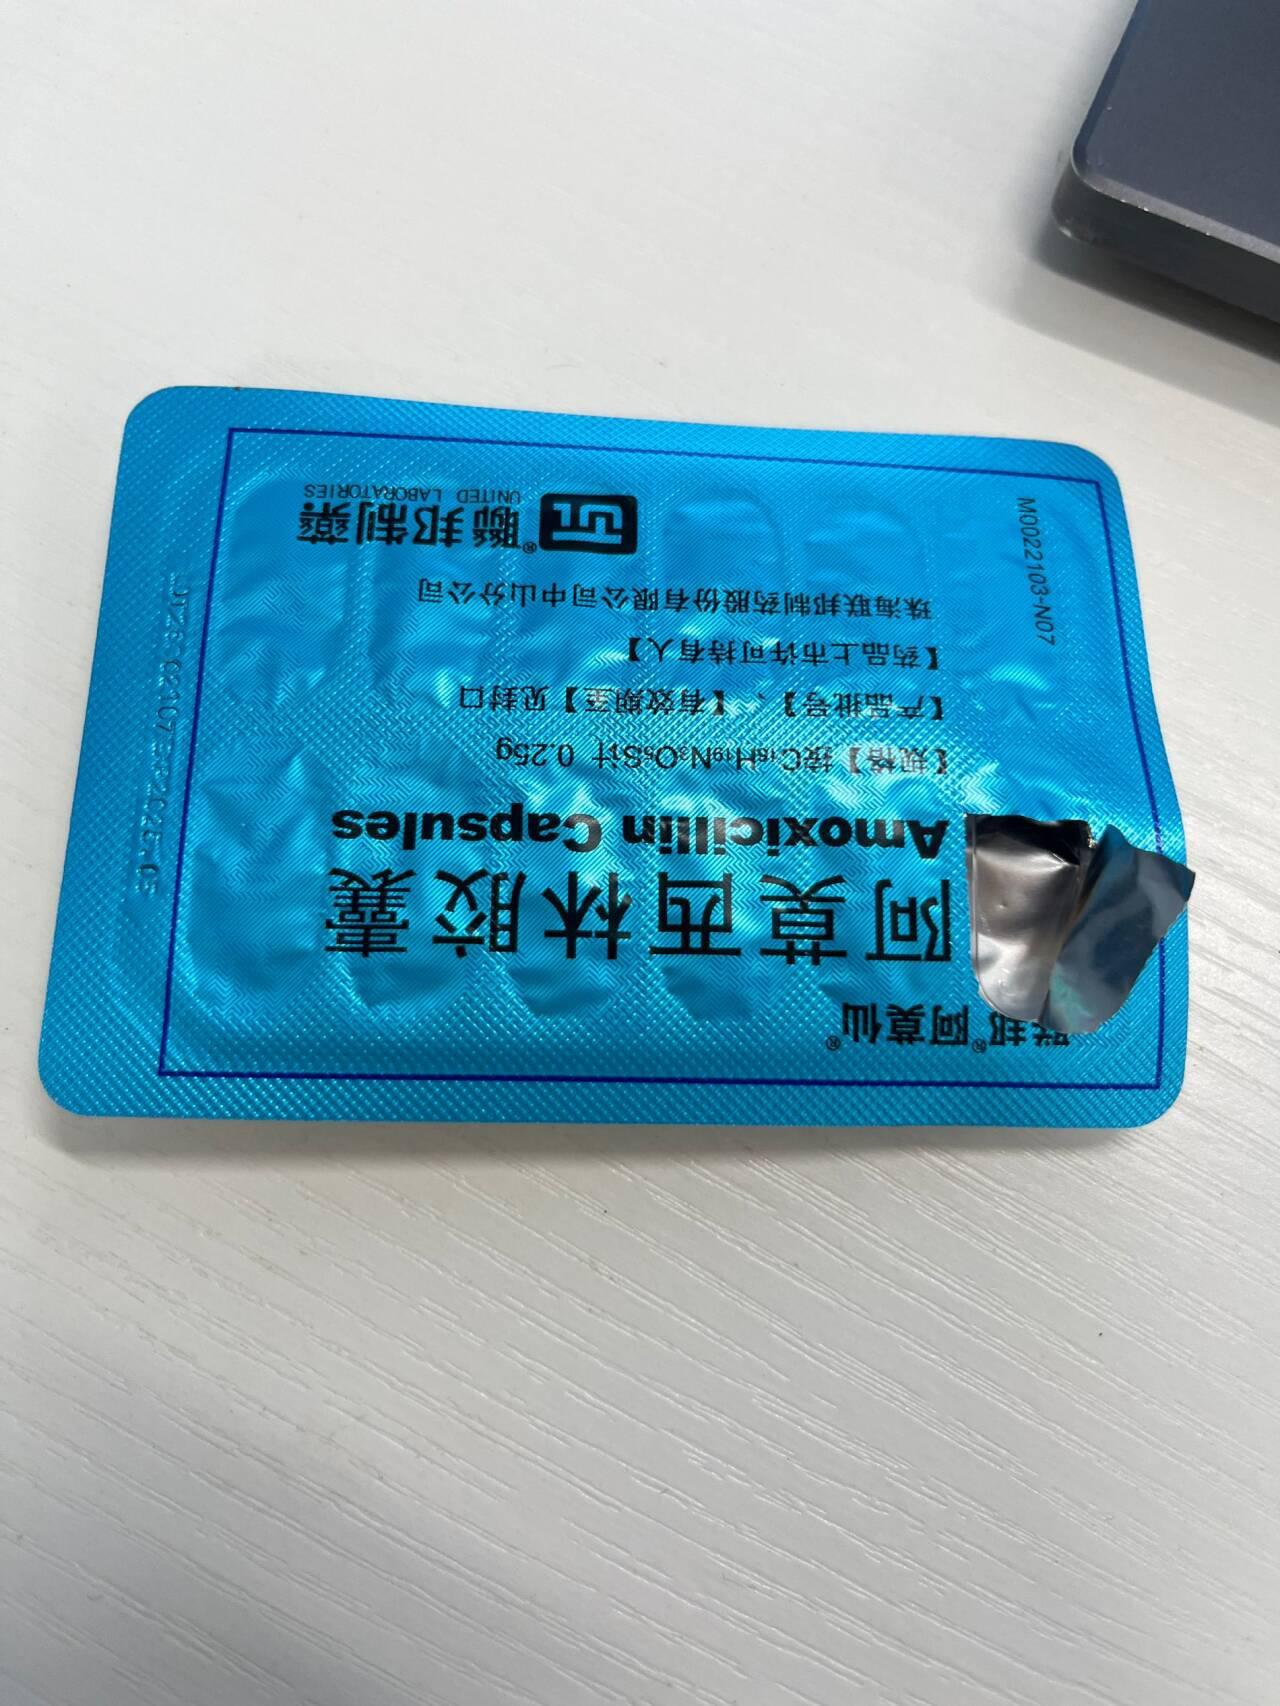 联邦®阿莫仙®
阿莫西林胶囊
Amoxicillin Capsules
【规格】按C₁₆H₁₉N₃O₅S计 0.25g
【产品批号】、【有效期至】见封口
【药品上市许可持有人】
珠海联邦制药股份有限公司中山分公司
聯邦制藥®
UNITED LABORATORIES
M0022103-N07